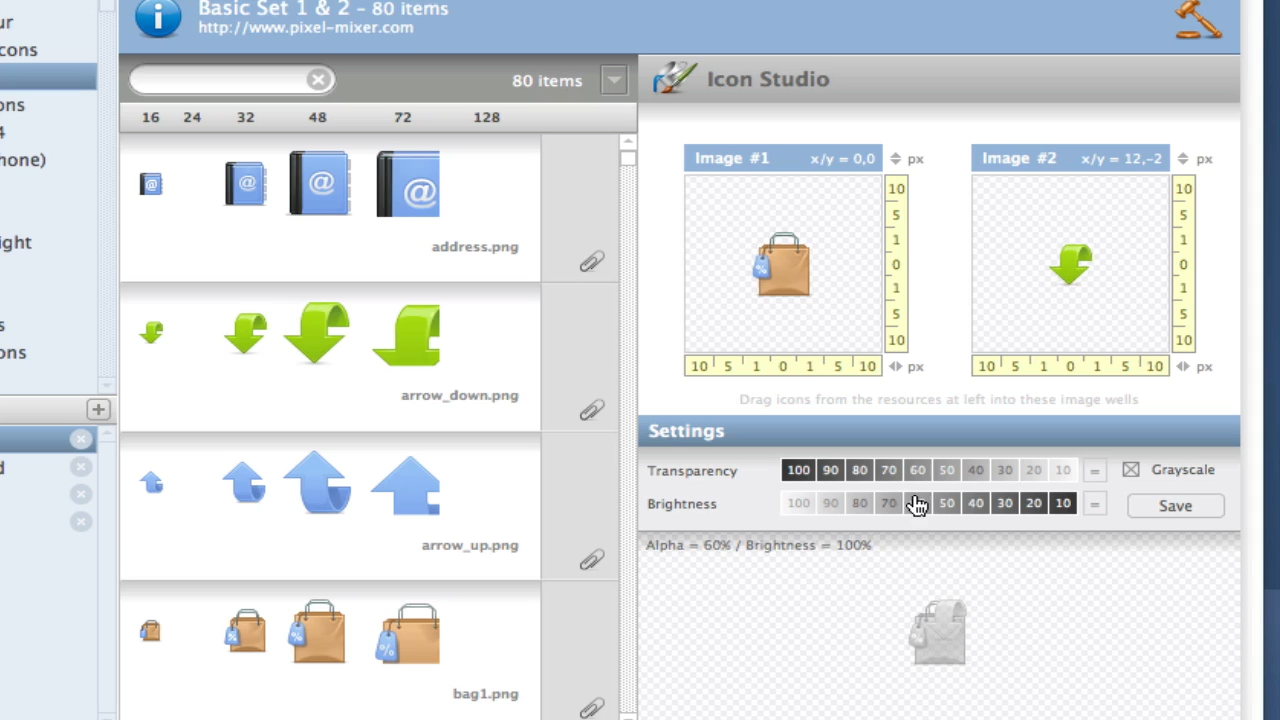 Basic Set 1 & 2 – 80 items
http://www.pixel-mixer.com
ur
cons
ons
4
hone)
ight
s
ons
d
80 items
16 24 32 48 72 128
@ @ @ @
address.png
arrow_down.png
arrow_up.png
% % %
bag1.png
Icon Studio
Image #1 x/y = 0,0 px
Image #2 x/y = 12,−2 px
%
10
5
1
0
1
5
10
10
5
1
0
1
5
10
10 5 1 0 1 5 10 px
10 5 1 0 1 5 10 px
Drag icons from the resources at left into these image wells
Settings
Transparency 100 90 80 70 60 50 40 30 20 10 = Grayscale
Brightness 100 90 80 70 50 40 30 20 10 = Save
Alpha = 60% / Brightness = 100%